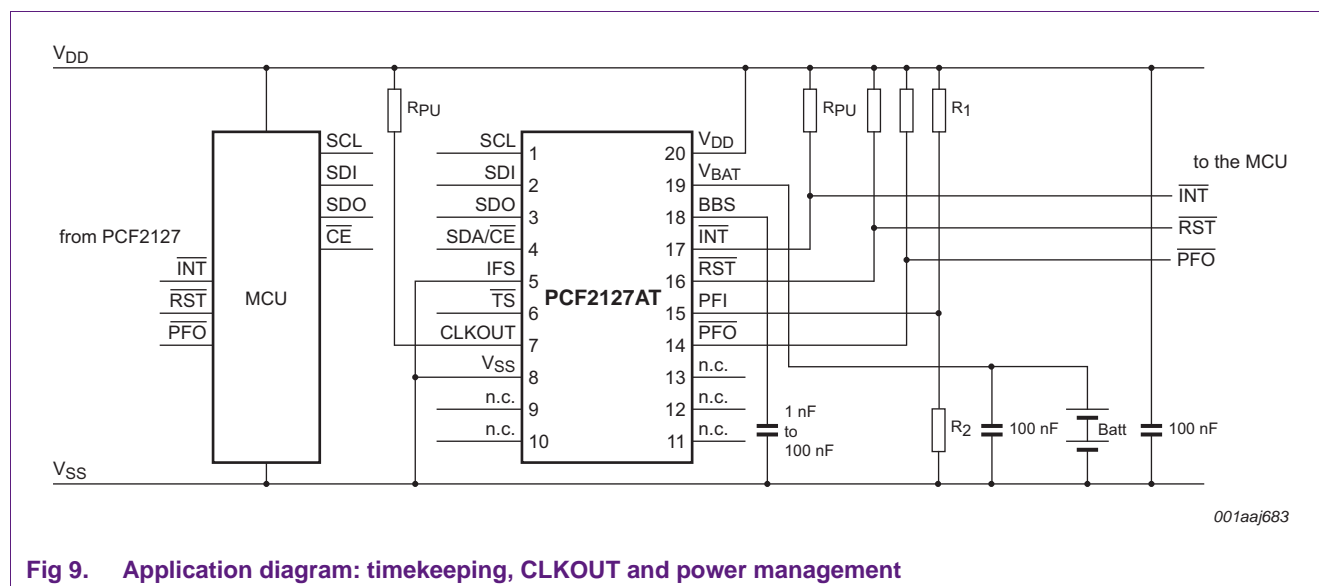 VDD
RPU
RPU
R1
SCL
SDI
SDO
CE
from PCF2127
INT
RST
PFO
MCU
SCL 1
SDI 2
SDO 3
SDA/CE 4
IFS 5
TS 6
CLKOUT 7
VSS 8
n.c. 9
n.c. 10
PCF2127AT
20 VDD
19 VBAT
18 BBS
17 INT
16 RST
15 PFI
14 PFO
13 n.c.
12 n.c.
11 n.c.
to the MCU
INT
RST
PFO
1 nF
to
100 nF
R2
100 nF
Batt
100 nF
VSS
001aaj683
Fig 9. Application diagram: timekeeping, CLKOUT and power management